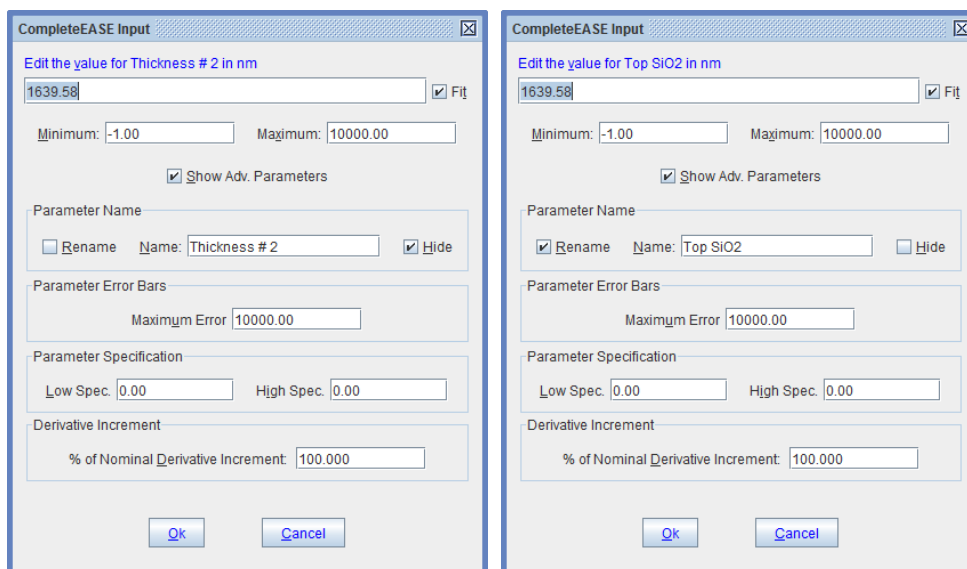 CompleteEASE Input
Edit the value for Thickness # 2 in nm
1639.58
Fit
Minimum: -1.00 Maximum: 10000.00
Show Adv. Parameters
Parameter Name
Rename Name: Thickness # 2 Hide
Parameter Error Bars
Maximum Error 10000.00
Parameter Specification
Low Spec. 0.00 High Spec. 0.00
Derivative Increment
% of Nominal Derivative Increment: 100.000
Ok Cancel
CompleteEASE Input
Edit the value for Top SiO2 in nm
1639.58
Fit
Minimum: -1.00 Maximum: 10000.00
Show Adv. Parameters
Parameter Name
Rename Name: Top SiO2 Hide
Parameter Error Bars
Maximum Error 10000.00
Parameter Specification
Low Spec. 0.00 High Spec. 0.00
Derivative Increment
% of Nominal Derivative Increment: 100.000
Ok Cancel